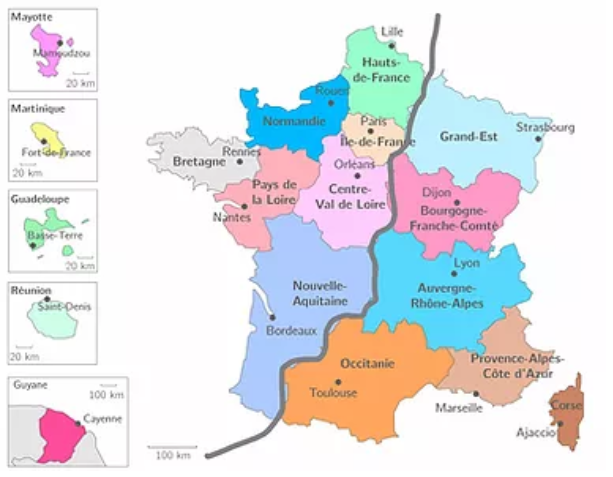 Mayotte
Mamoudzou
20 km
Martinique
Fort-de-France
20 km
Guadeloupe
Basse-Terre
20 km
Réunion
Saint-Denis
20 km
Guyane
100 km
Cayenne
Lille
Hauts-
de-France
Rouen
Normandie
Paris
Île-de-France
Grand-Est
Strasbourg
Bretagne
Rennes
Orléans
Pays de
la Loire
Nantes
Centre-
Val de Loire
Dijon
Bourgogne-
Franche-Comté
Nouvelle-
Aquitaine
Bordeaux
Lyon
Auvergne-
Rhône-Alpes
Occitanie
Toulouse
Provence-Alpes-
Côte d'Azur
Marseille
Corse
Ajaccio
100 km